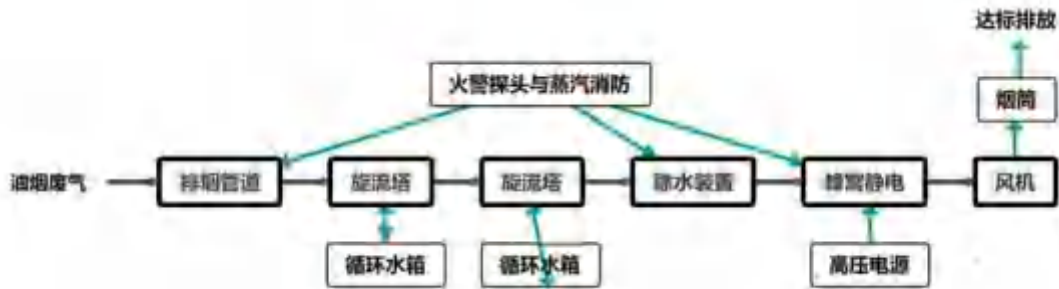 达标排放
火警探头与蒸汽消防
烟筒
油烟废气
排烟管道
旋流塔
旋流塔
除水装置
蜂窝静电
风机
循环水箱
循环水箱
高压电源